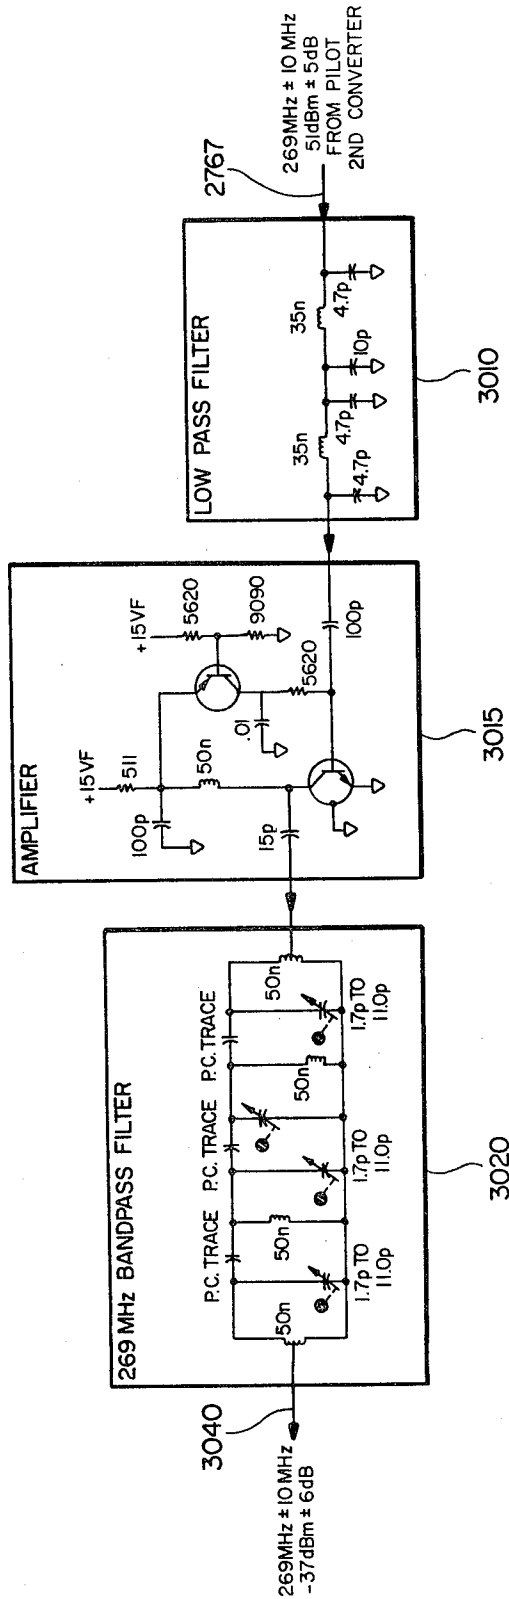 269 MHz BANDPASS FILTER
P.C. TRACE
P.C. TRACE
P.C. TRACE
50n
50n
50n
50n
1.7p TO
11.0p
1.7p TO
11.0p
1.7p TO
11.0p
3020
3040
269MHz ± 10 MHz
-37dBm ± 6dB
AMPLIFIER
+15VF
511
100p
50n
15p
+15VF
5620
9090
.01
5620
100p
3015
LOW PASS FILTER
35n
35n
4.7p
4.7p
10p
4.7p
3010
2767
269MHz ± 10 MHz
51dBm ± 5dB
FROM PILOT
2ND CONVERTER